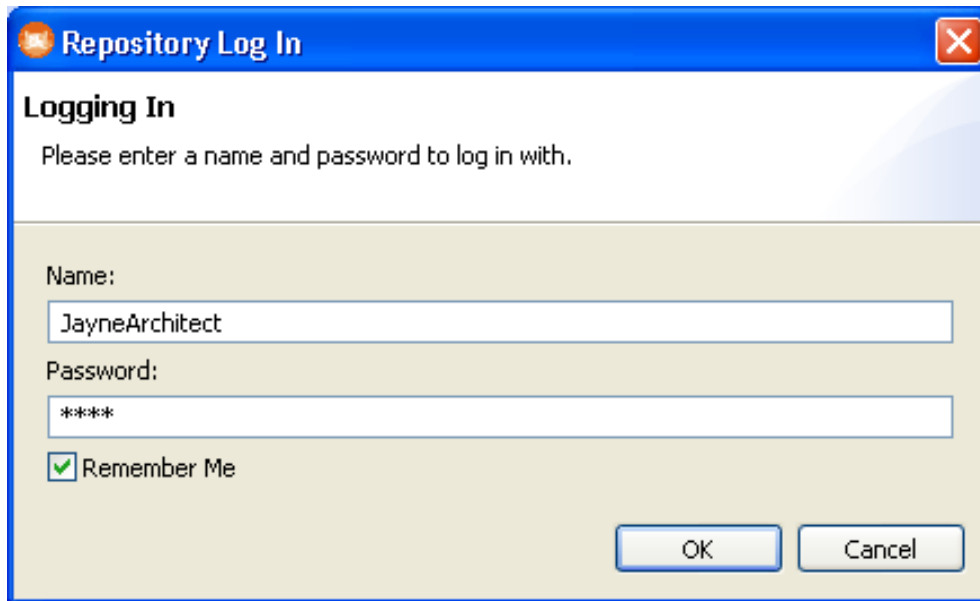 Repository Log In
Logging In
Please enter a name and password to log in with.
Name:
JayneArchitect
Password:
****
Remember Me
OK Cancel